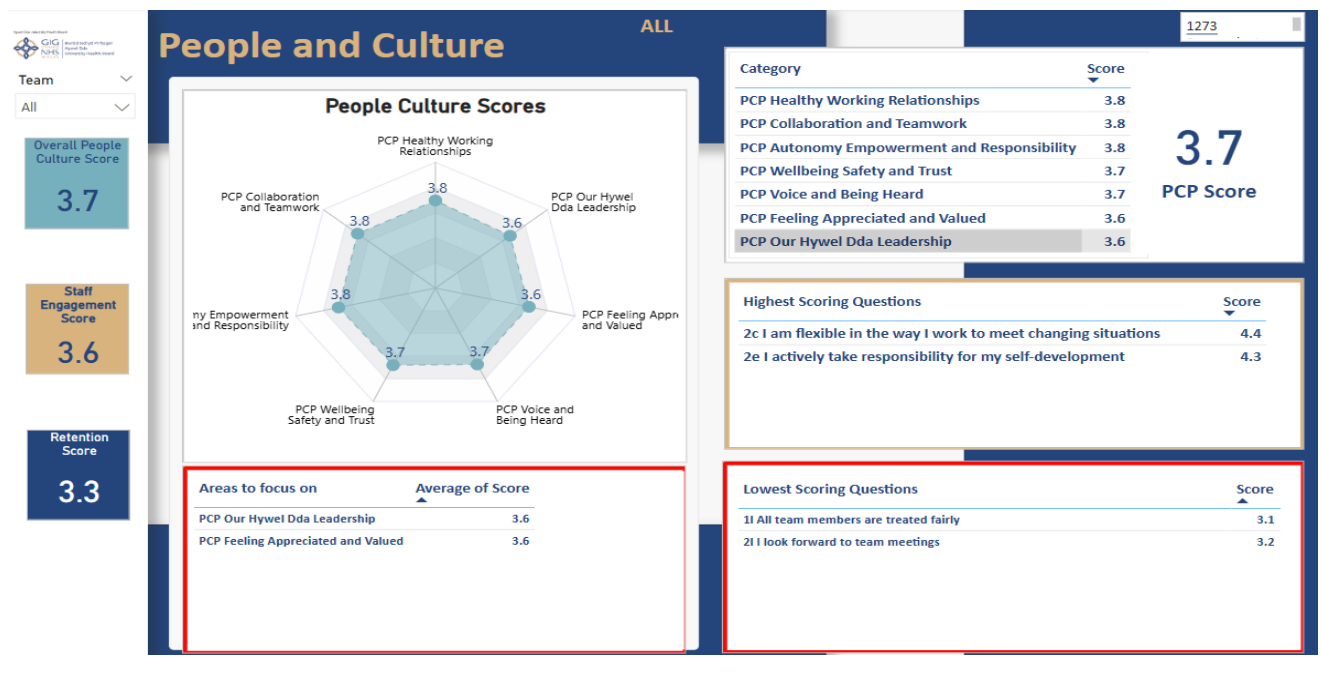 GIG
NHS
ALL
1273
People and Culture
Team
All
Overall People
Culture Score
3.7
Staff
Engagement
Score
3.6
Retention
Score
3.3
People Culture Scores
PCP Healthy Working
Relationships
PCP Collaboration
and Teamwork
PCP Our Hywel
Dda Leadership
3.8
3.8
3.6
3.8
3.6
ny Empowerment
and Responsibility
PCP Feeling Appr
and Valued
3.7
3.7
PCP Wellbeing
Safety and Trust
PCP Voice and
Being Heard
Areas to focus on Average of Score
PCP Our Hywel Dda Leadership 3.6
PCP Feeling Appreciated and Valued 3.6
Category Score
PCP Healthy Working Relationships 3.8
PCP Collaboration and Teamwork 3.8
PCP Autonomy Empowerment and Responsibility 3.8
PCP Wellbeing Safety and Trust 3.7
PCP Voice and Being Heard 3.7
PCP Feeling Appreciated and Valued 3.6
PCP Our Hywel Dda Leadership 3.6
3.7
PCP Score
Highest Scoring Questions Score
2c I am flexible in the way I work to meet changing situations 4.4
2e I actively take responsibility for my self-development 4.3
Lowest Scoring Questions Score
1l All team members are treated fairly 3.1
2l I look forward to team meetings 3.2